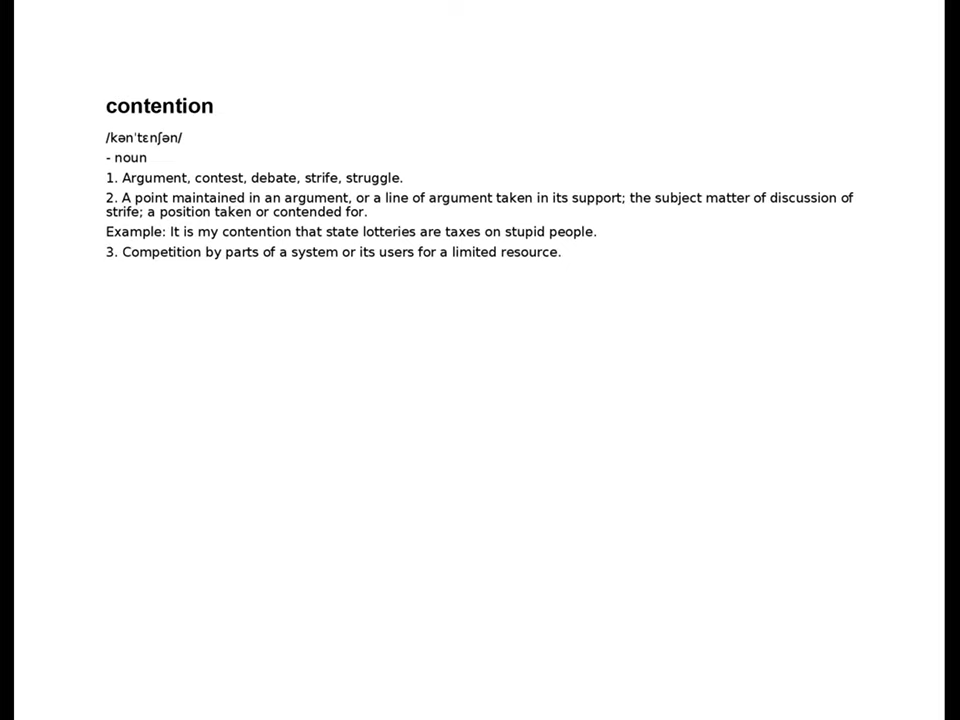 contention
/kənˈtɛnʃən/
- noun
1. Argument, contest, debate, strife, struggle.
2. A point maintained in an argument, or a line of argument taken in its support; the subject matter of discussion of
strife; a position taken or contended for.
Example: It is my contention that state lotteries are taxes on stupid people.
3. Competition by parts of a system or its users for a limited resource.